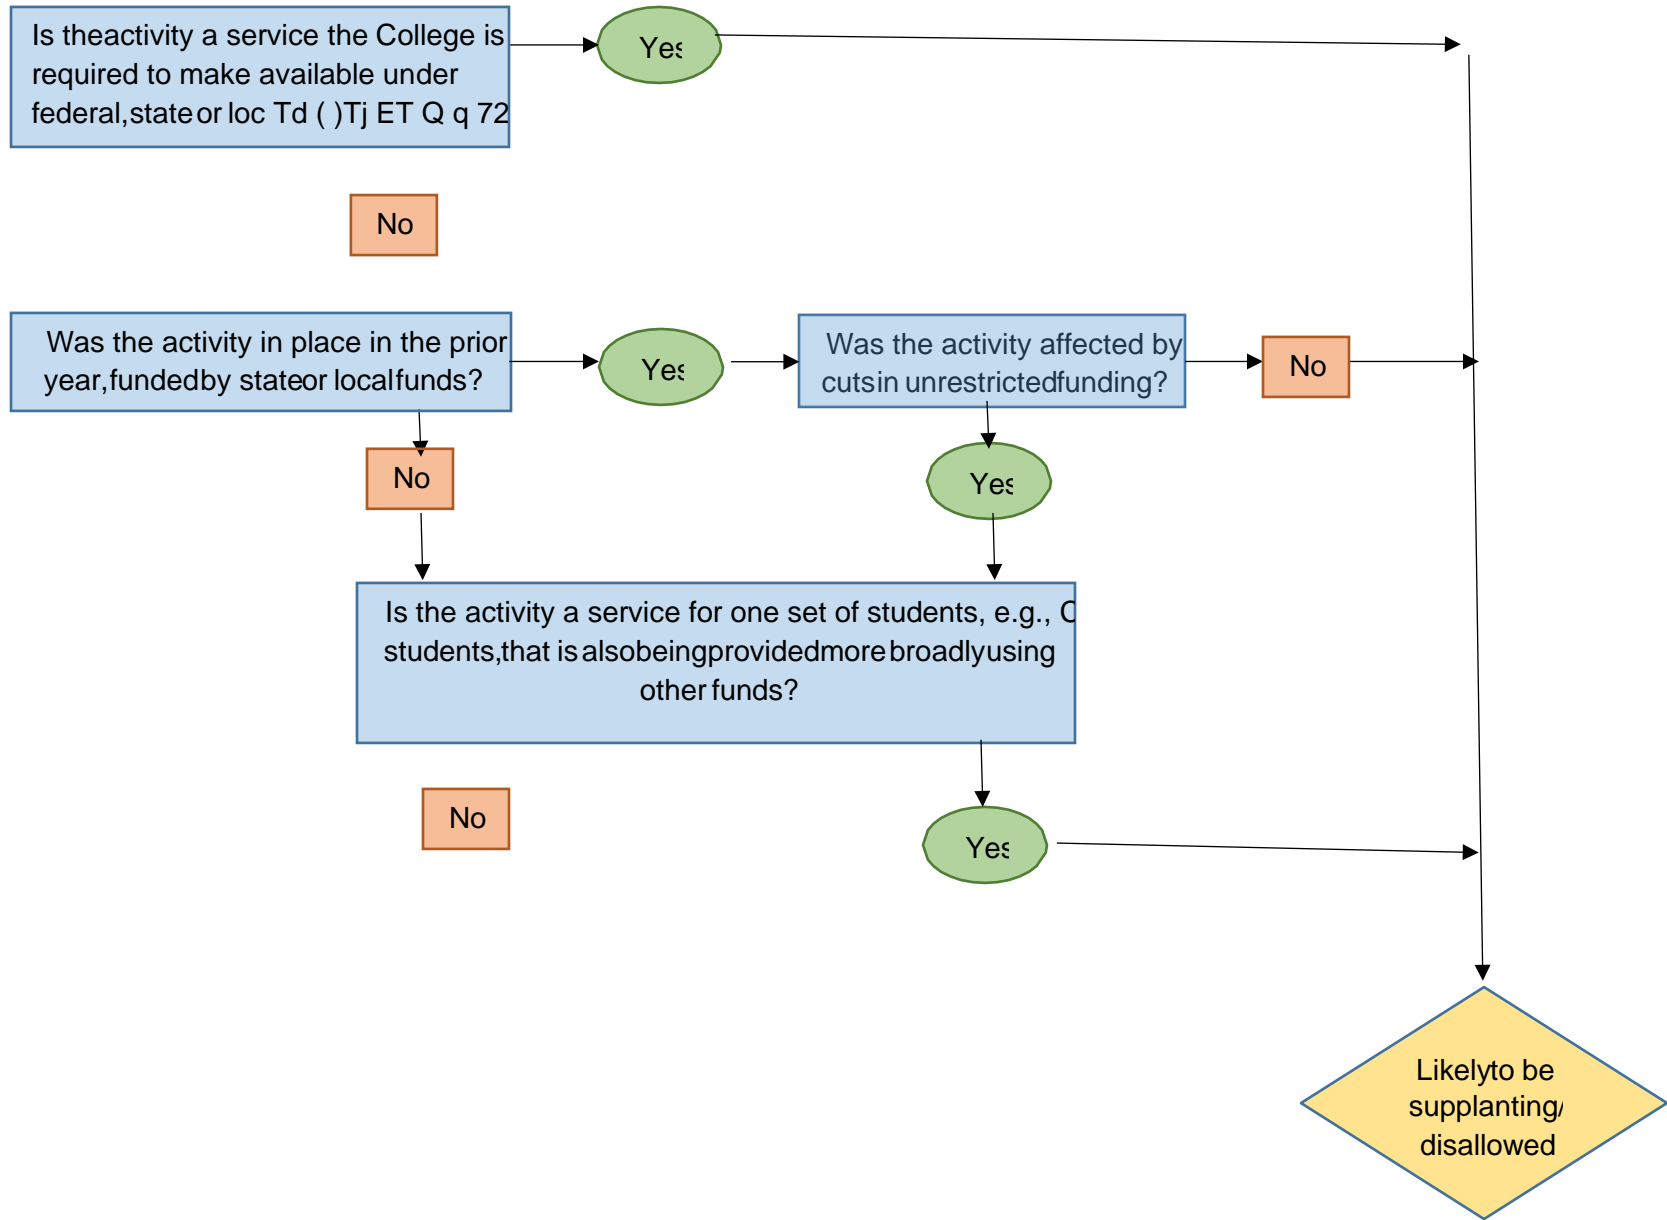 Is theactivity a service the College is
required to make available under
federal,state or loc Td ( )Tj ET Q q 72
Yes
No
Was the activity in place in the prior
year,fundedby stateor localfunds?
Yes
Was the activity affected by
cutsin unrestrictedfunding?
No
No
Yes
Is the activity a service for one set of students, e.g., C
students,that is alsobeingprovidedmore broadlyusing
other funds?
No
Yes
Likelyto be
supplanting/
disallowed